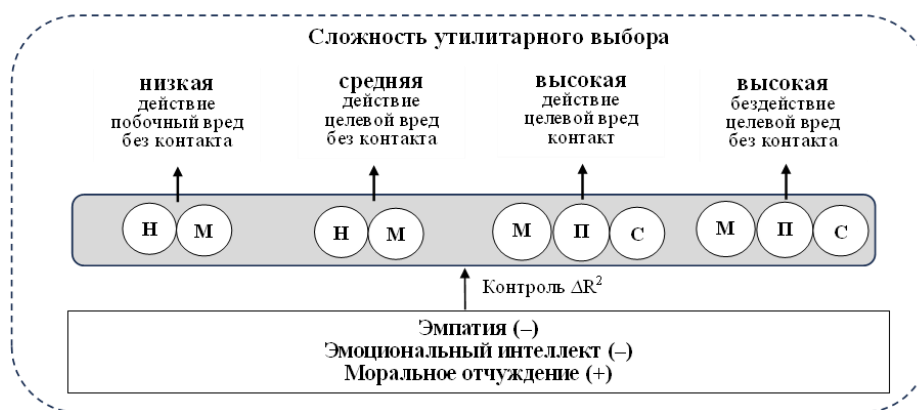 Сложность утилитарного выбора
низкая
действие
побочный вред
без контакта
средняя
действие
целевой вред
без контакта
высокая
действие
целевой вред
контакт
высокая
бездействие
целевой вред
без контакта
Н М Н М М П С М П С
Контроль ΔR²
Эмпатия (–)
Эмоциональный интеллект (–)
Моральное отчуждение (+)